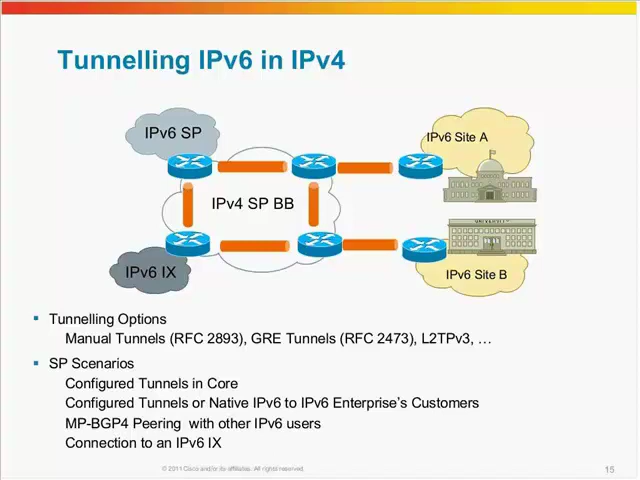 Tunnelling IPv6 in IPv4
IPv6 SP
IPv6 Site A
IPv4 SP BB
IPv6 IX
IPv6 Site B
Tunnelling Options
Manual Tunnels (RFC 2893), GRE Tunnels (RFC 2473), L2TPv3, …
SP Scenarios
Configured Tunnels in Core
Configured Tunnels or Native IPv6 to IPv6 Enterprise's Customers
MP-BGP4 Peering with other IPv6 users
Connection to an IPv6 IX
© 2011 Cisco and/or its affiliates. All rights reserved.
15